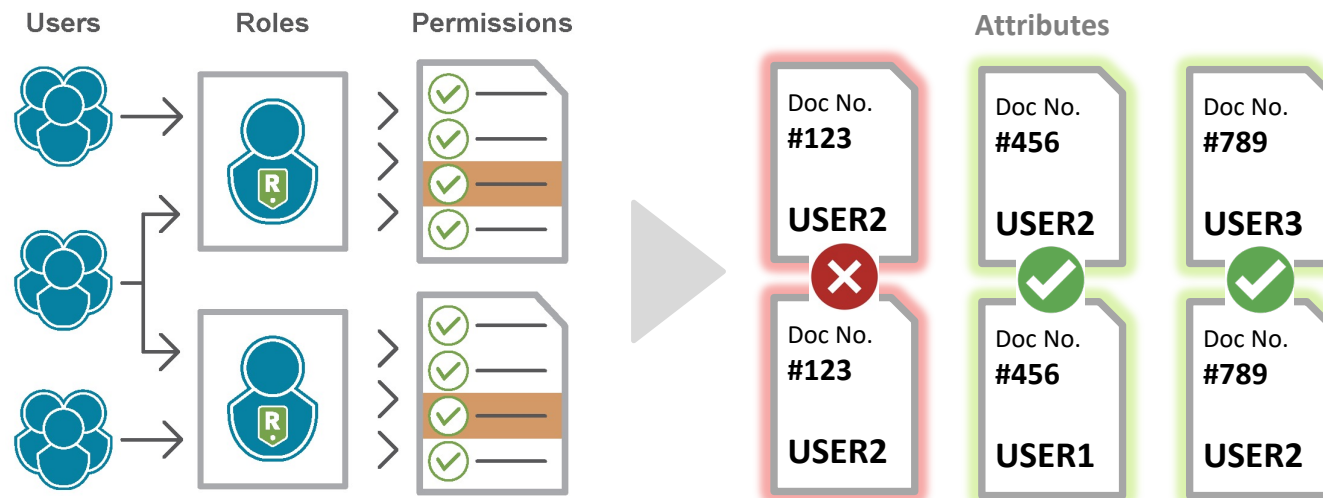 Users
Roles
Permissions
Attributes
R
R
Doc No.
#123
USER2
Doc No.
#456
USER2
Doc No.
#789
USER3
Doc No.
#123
USER2
Doc No.
#456
USER1
Doc No.
#789
USER2